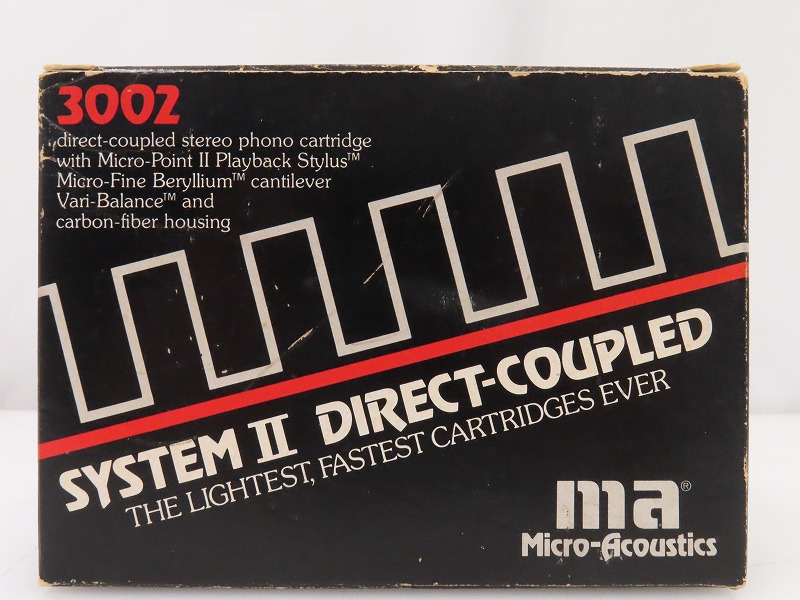 3002
direct-coupled stereo phono cartridge
with Micro-Point II Playback Stylus™
Micro-Fine Beryllium™ cantilever
Vari-Balance™ and
carbon-fiber housing
SYSTEM II DIRECT-COUPLED
THE LIGHTEST, FASTEST CARTRIDGES EVER
ma®
Micro-Acoustics